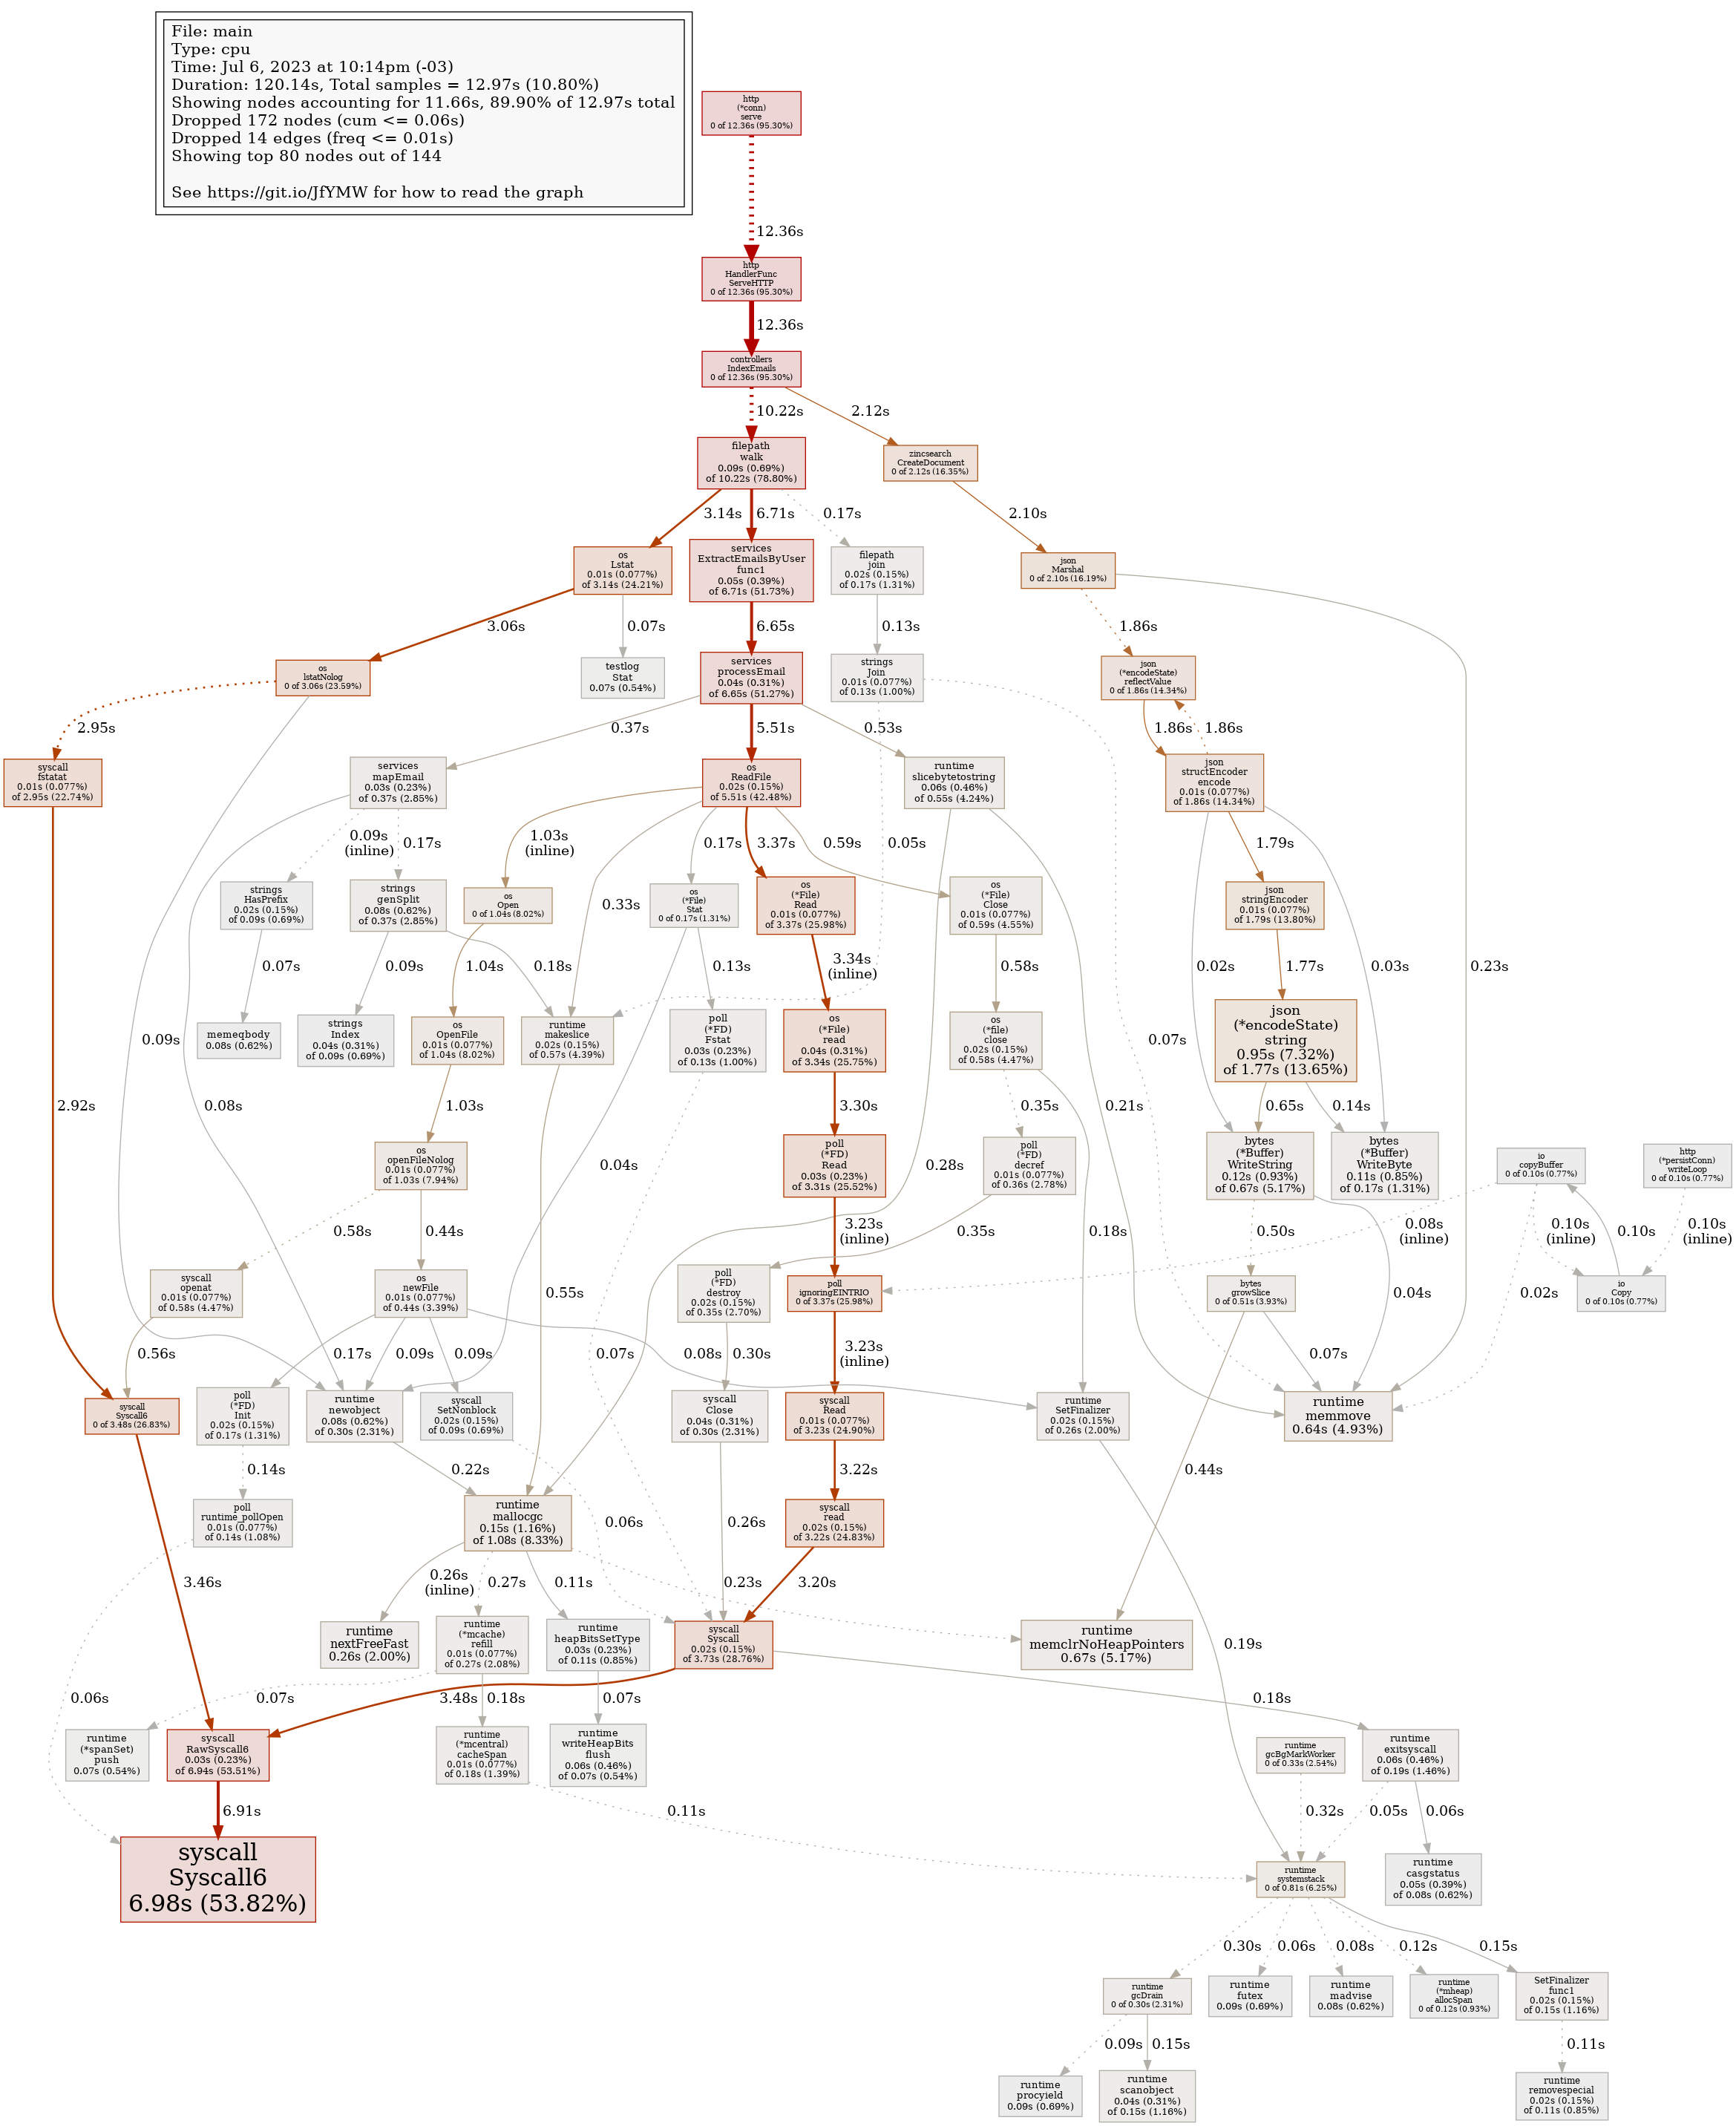 File: main
Type: cpu
Time: Jul 6, 2023 at 10:14pm (-03)
Duration: 120.14s, Total samples = 12.97s (10.80%)
Showing nodes accounting for 11.66s, 89.90% of 12.97s total
Dropped 172 nodes (cum <= 0.06s)
Dropped 14 edges (freq <= 0.01s)
Showing top 80 nodes out of 144
See https://git.io/JfYMW for how to read the graph
http
(*conn)
serve
0 of 12.36s (95.30%)
12.36s
http
HandlerFunc
ServeHTTP
0 of 12.36s (95.30%)
12.36s
controllers
IndexEmails
0 of 12.36s (95.30%)
10.22s
2.12s
filepath
walk
0.09s (0.69%)
of 10.22s (78.80%)
zincsearch
CreateDocument
0 of 2.12s (16.35%)
3.14s
6.71s
0.17s
2.10s
os
Lstat
0.01s (0.077%)
of 3.14s (24.21%)
services
ExtractEmailsByUser
func1
0.05s (0.39%)
of 6.71s (51.73%)
filepath
join
0.02s (0.15%)
of 0.17s (1.31%)
json
Marshal
0 of 2.10s (16.19%)
3.06s
0.07s
6.65s
0.13s
1.86s
os
lstatNolog
0 of 3.06s (23.59%)
testlog
Stat
0.07s (0.54%)
services
processEmail
0.04s (0.31%)
of 6.65s (51.27%)
strings
Join
0.01s (0.077%)
of 0.13s (1.00%)
json
(*encodeState)
reflectValue
0 of 1.86s (14.34%)
2.95s
0.37s
5.51s
0.53s
1.86s
1.86s
syscall
fstatat
0.01s (0.077%)
of 2.95s (22.74%)
services
mapEmail
0.03s (0.23%)
of 0.37s (2.85%)
os
ReadFile
0.02s (0.15%)
of 5.51s (42.48%)
runtime
slicebytetostring
0.06s (0.46%)
of 0.55s (4.24%)
json
structEncoder
encode
0.01s (0.077%)
of 1.86s (14.34%)
0.09s
(inline)
0.17s
1.03s
(inline)
0.17s
3.37s
0.59s
0.05s
1.79s
strings
HasPrefix
0.02s (0.15%)
of 0.09s (0.69%)
strings
genSplit
0.08s (0.62%)
of 0.37s (2.85%)
os
Open
0 of 1.04s (8.02%)
0.33s
os
(*File)
Stat
0 of 0.17s (1.31%)
os
(*File)
Read
0.01s (0.077%)
of 3.37s (25.98%)
os
(*File)
Close
0.01s (0.077%)
of 0.59s (4.55%)
json
stringEncoder
0.01s (0.077%)
of 1.79s (13.80%)
0.07s
0.09s
0.18s
1.04s
0.13s
3.34s
(inline)
0.58s
0.02s
1.77s
0.03s
0.23s
memeqbody
0.08s (0.62%)
strings
Index
0.04s (0.31%)
of 0.09s (0.69%)
os
OpenFile
0.01s (0.077%)
of 1.04s (8.02%)
runtime
makeslice
0.02s (0.15%)
of 0.57s (4.39%)
poll
(*FD)
Fstat
0.03s (0.23%)
of 0.13s (1.00%)
os
(*File)
read
0.04s (0.31%)
of 3.34s (25.75%)
os
(*file)
close
0.02s (0.15%)
of 0.58s (4.47%)
json
(*encodeState)
string
0.95s (7.32%)
of 1.77s (13.65%)
0.09s
0.07s
2.92s
0.08s
1.03s
3.30s
0.35s
0.21s
0.65s
0.14s
os
openFileNolog
0.01s (0.077%)
of 1.03s (7.94%)
0.04s
poll
(*FD)
Read
0.03s (0.23%)
of 3.31s (25.52%)
0.28s
poll
(*FD)
decref
0.01s (0.077%)
of 0.36s (2.78%)
bytes
(*Buffer)
WriteString
0.12s (0.93%)
of 0.67s (5.17%)
bytes
(*Buffer)
WriteByte
0.11s (0.85%)
of 0.17s (1.31%)
io
copyBuffer
0 of 0.10s (0.77%)
http
(*persistConn)
writeLoop
0 of 0.10s (0.77%)
0.58s
0.44s
3.23s
(inline)
0.35s
0.18s
0.50s
0.08s
(inline)
0.10s
(inline)
0.10s
0.10s
(inline)
syscall
openat
0.01s (0.077%)
of 0.58s (4.47%)
os
newFile
0.01s (0.077%)
of 0.44s (3.39%)
0.55s
poll
(*FD)
destroy
0.02s (0.15%)
of 0.35s (2.70%)
poll
ignoringEINTRIO
0 of 3.37s (25.98%)
bytes
growSlice
0 of 0.51s (3.93%)
0.04s
0.02s
io
Copy
0 of 0.10s (0.77%)
0.56s
0.17s
0.09s
0.09s
0.07s
0.08s
0.30s
3.23s
(inline)
0.07s
syscall
Syscall6
0 of 3.48s (26.83%)
poll
(*FD)
Init
0.02s (0.15%)
of 0.17s (1.31%)
runtime
newobject
0.08s (0.62%)
of 0.30s (2.31%)
syscall
SetNonblock
0.02s (0.15%)
of 0.09s (0.69%)
syscall
Close
0.04s (0.31%)
of 0.30s (2.31%)
syscall
Read
0.01s (0.077%)
of 3.23s (24.90%)
runtime
SetFinalizer
0.02s (0.15%)
of 0.26s (2.00%)
runtime
memmove
0.64s (4.93%)
0.14s
0.22s
3.22s
0.44s
poll
runtime_pollOpen
0.01s (0.077%)
of 0.14s (1.08%)
runtime
mallocgc
0.15s (1.16%)
of 1.08s (8.33%)
0.06s
0.26s
syscall
read
0.02s (0.15%)
of 3.22s (24.83%)
3.46s
0.26s
(inline)
0.27s
0.11s
0.23s
3.20s
runtime
nextFreeFast
0.26s (2.00%)
runtime
(*mcache)
refill
0.01s (0.077%)
of 0.27s (2.08%)
runtime
heapBitsSetType
0.03s (0.23%)
of 0.11s (0.85%)
syscall
Syscall
0.02s (0.15%)
of 3.73s (28.76%)
runtime
memclrNoHeapPointers
0.67s (5.17%)
0.19s
0.06s
0.07s
3.48s
0.18s
0.07s
0.18s
runtime
(*spanSet)
push
0.07s (0.54%)
syscall
RawSyscall6
0.03s (0.23%)
of 6.94s (53.51%)
runtime
(*mcentral)
cacheSpan
0.01s (0.077%)
of 0.18s (1.39%)
runtime
writeHeapBits
flush
0.06s (0.46%)
of 0.07s (0.54%)
runtime
gcBgMarkWorker
0 of 0.33s (2.54%)
runtime
exitsyscall
0.06s (0.46%)
of 0.19s (1.46%)
6.91s
0.11s
0.32s
0.05s
0.06s
syscall
Syscall6
6.98s (53.82%)
runtime
systemstack
0 of 0.81s (6.25%)
runtime
casgstatus
0.05s (0.39%)
of 0.08s (0.62%)
0.30s
0.06s
0.08s
0.12s
0.15s
runtime
gcDrain
0 of 0.30s (2.31%)
runtime
futex
0.09s (0.69%)
runtime
madvise
0.08s (0.62%)
runtime
(*mheap)
allocSpan
0 of 0.12s (0.93%)
SetFinalizer
func1
0.02s (0.15%)
of 0.15s (1.16%)
0.09s
0.15s
0.11s
runtime
procyield
0.09s (0.69%)
runtime
scanobject
0.04s (0.31%)
of 0.15s (1.16%)
runtime
removespecial
0.02s (0.15%)
of 0.11s (0.85%)